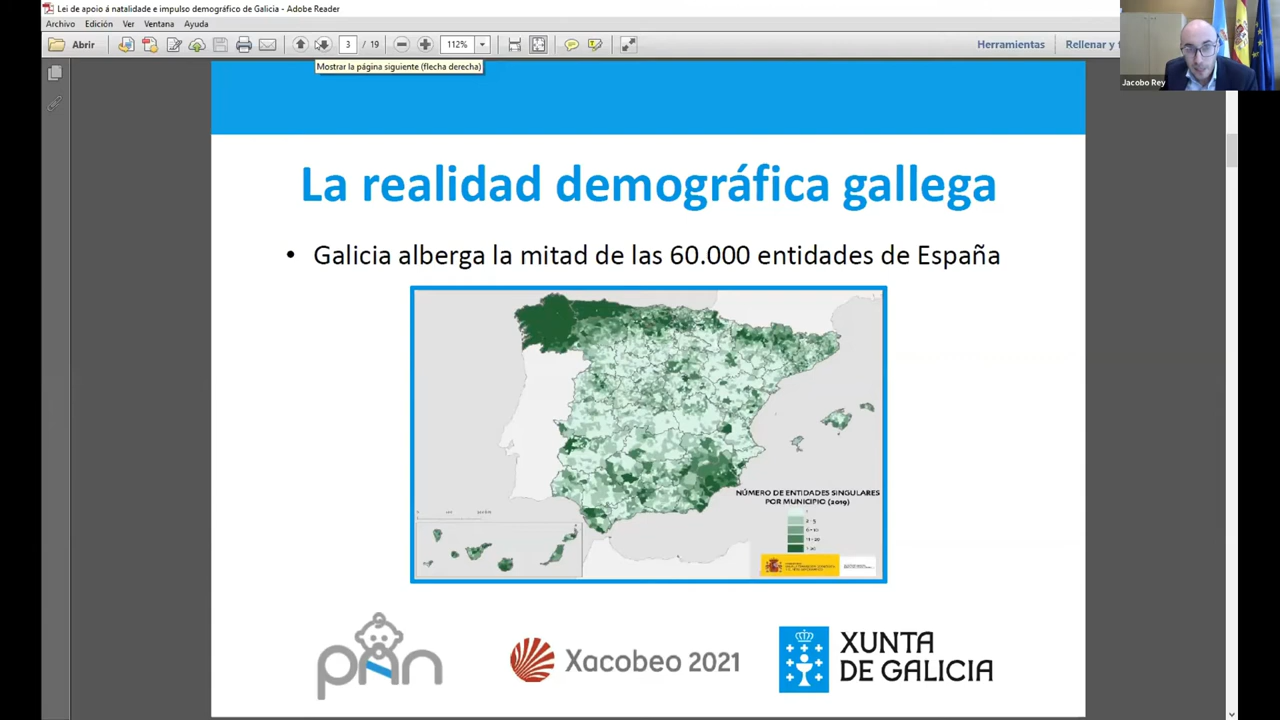 Lei de apoio á natalidade e impulso demográfico de Galicia - Adobe Reader
Archivo Edición Ver Ventana Ayuda
Abrir 3 / 19 112% Herramientas Rellenar y f
Mostrar la página siguiente (flecha derecha)
Jacobo Rey
La realidad demográfica gallega
• Galicia alberga la mitad de las 60.000 entidades de España
NÚMERO DE ENTIDADES SINGULARES
POR MUNICIPIO (2019)
pAn
Xacobeo 2021
XUNTA
DE GALICIA